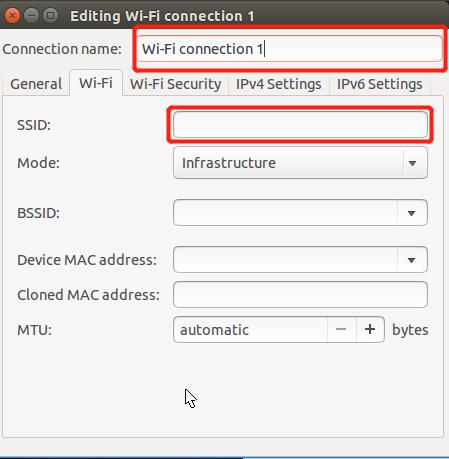 Editing Wi-Fi connection 1
Connection name: Wi-Fi connection 1
General Wi-Fi Wi-Fi Security IPv4 Settings IPv6 Settings
SSID:
Mode: Infrastructure
BSSID:
Device MAC address:
Cloned MAC address:
MTU: automatic − + bytes